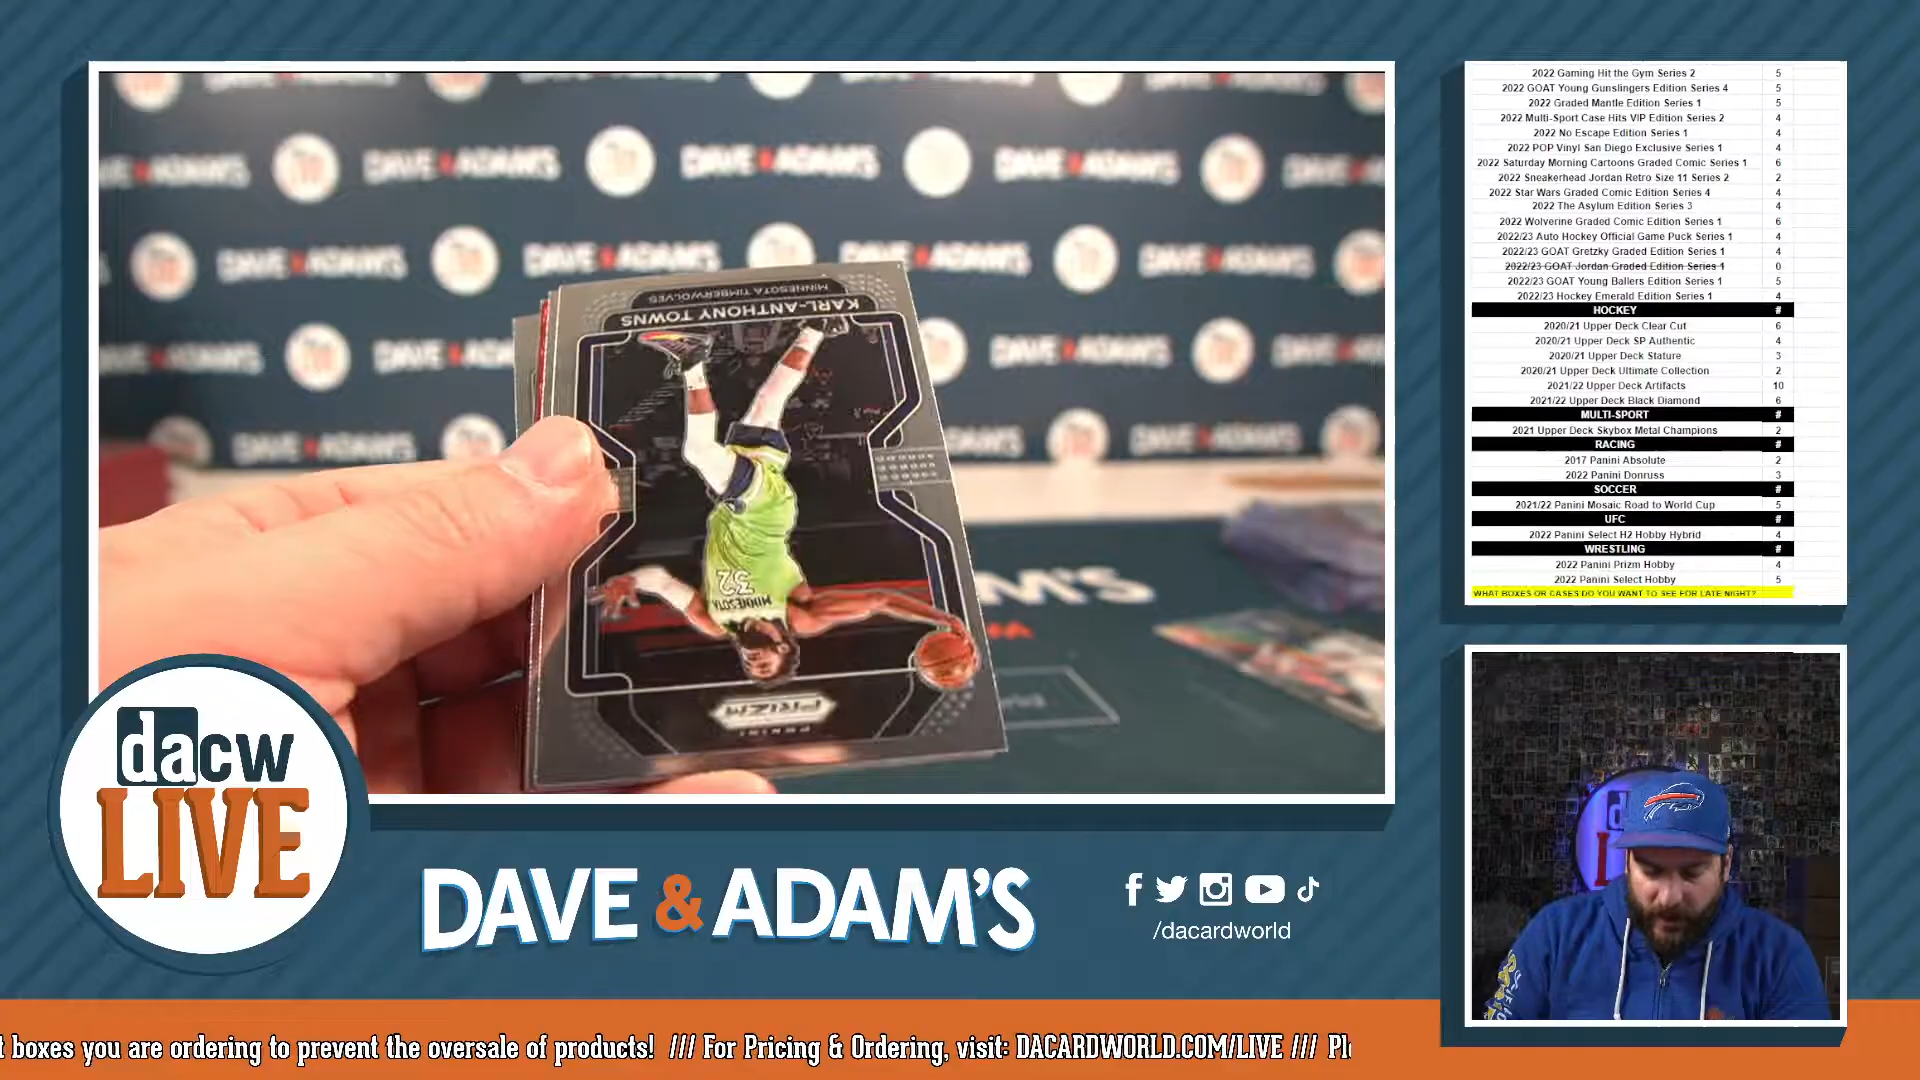 DAVE & ADAM'S
KARL-ANTHONY TOWNS
MINNESOTA TIMBERWOLVES
MINNESOTA
32
PANINI
PRIZM
2022 Gaming Hit the Gym Series 2 5
2022 GOAT Young Gunslingers Edition Series 4 5
2022 Graded Mantle Edition Series 1 5
2022 Multi-Sport Case Hits VIP Edition Series 2 4
2022 No Escape Edition Series 1 4
2022 POP Vinyl San Diego Exclusive Series 1 4
2022 Saturday Morning Cartoons Graded Comic Series 1 6
2022 Sneakerhead Jordan Retro Size 11 Series 2 2
2022 Star Wars Graded Comic Edition Series 4 4
2022 The Asylum Edition Series 3 4
2022 Wolverine Graded Comic Edition Series 1 6
2022/23 Auto Hockey Official Game Puck Series 1 4
2022/23 GOAT Gretzky Graded Edition Series 1 4
2022/23 GOAT Jordan Graded Edition Series 1 0
2022/23 GOAT Young Ballers Edition Series 1 5
2022/23 Hockey Emerald Edition Series 1 4
HOCKEY #
2020/21 Upper Deck Clear Cut 6
2020/21 Upper Deck SP Authentic 4
2020/21 Upper Deck Stature 3
2020/21 Upper Deck Ultimate Collection 2
2021/22 Upper Deck Artifacts 10
2021/22 Upper Deck Black Diamond 6
MULTI-SPORT #
2021 Upper Deck Skybox Metal Champions 2
RACING #
2017 Panini Absolute 2
2022 Panini Donruss 3
SOCCER #
2021/22 Panini Mosaic Road to World Cup 5
UFC #
2022 Panini Select H2 Hobby Hybrid 4
WRESTLING #
2022 Panini Prizm Hobby 4
2022 Panini Select Hobby 5
WHAT BOXES OR CASES DO YOU WANT TO SEE FOR LATE NIGHT?
dacw
LIVE
DAVE & ADAM'S
/dacardworld
boxes you are ordering to prevent the oversale of products! /// For Pricing & Ordering, visit: DACARDWORLD.COM/LIVE ///